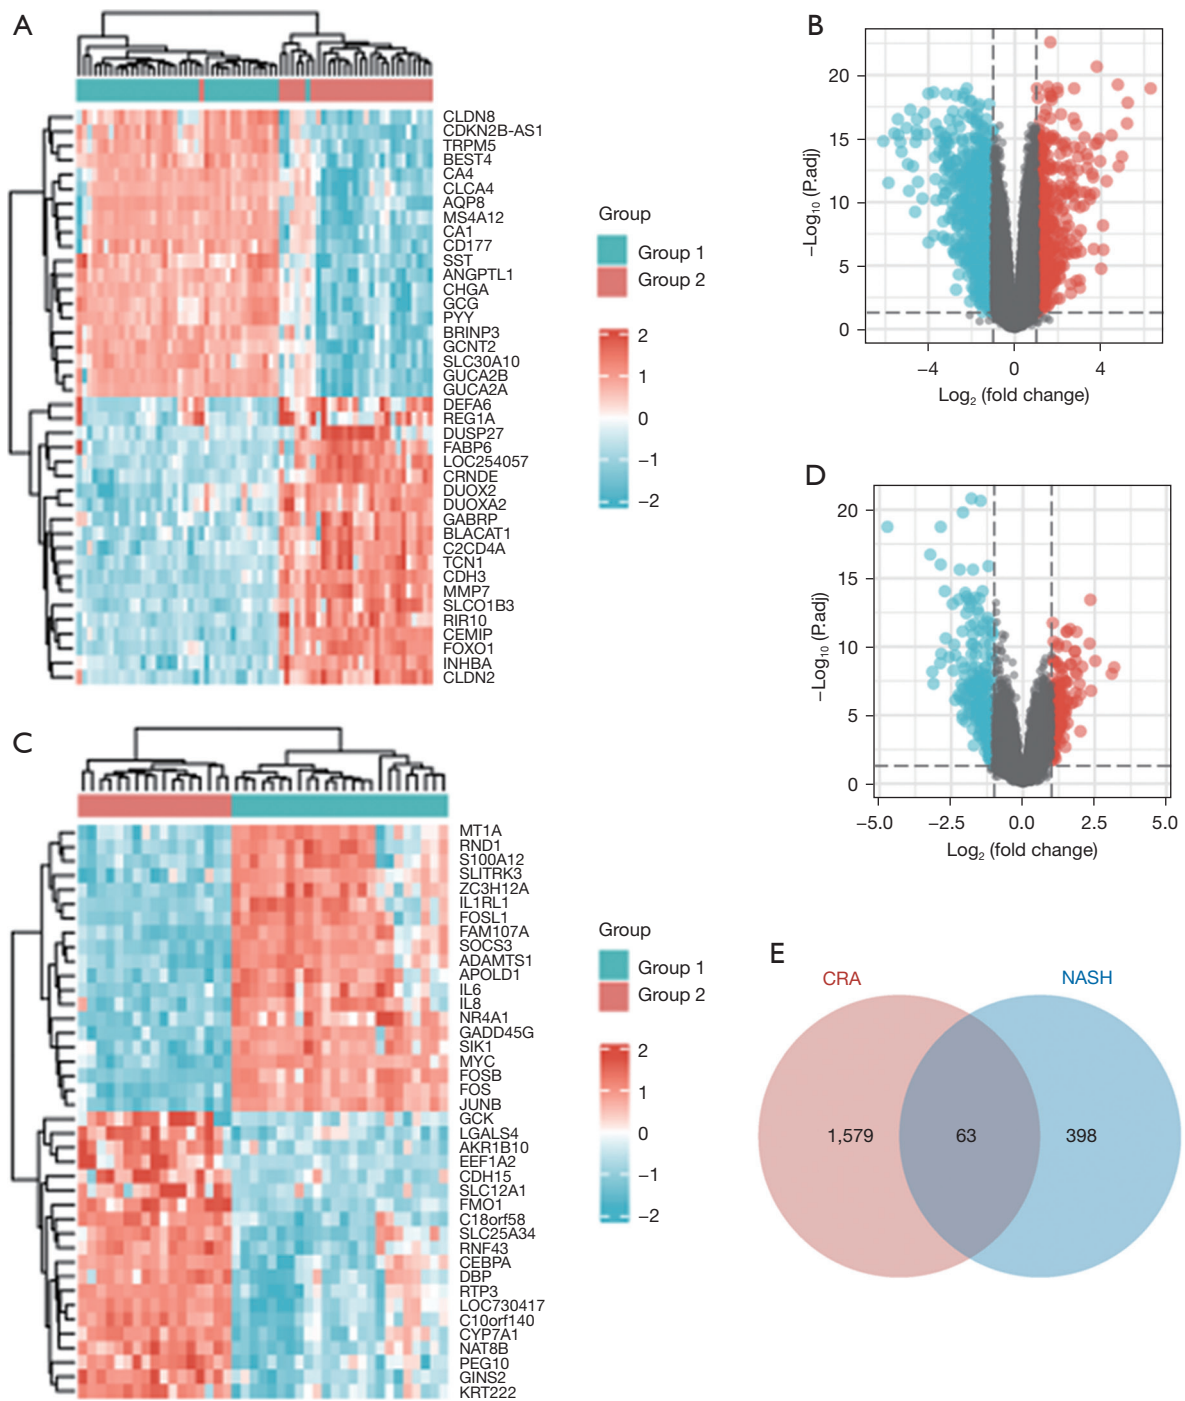 A
CLDN8
CDKN2B-AS1
TRPM5
BEST4
CA4
CLCA4
AQP8
MS4A12
CA1
CD177
SST
ANGPTL1
CHGA
GCG
PYY
BRINP3
GCNT2
SLC30A10
GUCA2B
GUCA2A
DEFA6
REG1A
DUSP27
FABP6
LOC254057
CRNDE
DUOX2
DUOXA2
GABRP
BLACAT1
C2CD4A
TCN1
CDH3
MMP7
SLCO1B3
RIR10
CEMIP
FOXO1
INHBA
CLDN2
Group
Group 1
Group 2
2
1
0
−1
−2
B
−Log10 (P.adj)
20
15
10
5
0
−4 0 4
Log2 (fold change)
C
MT1A
RND1
S100A12
SLITRK3
ZC3H12A
IL1RL1
FOSL1
FAM107A
SOCS3
ADAMTS1
APOLD1
IL6
IL8
NR4A1
GADD45G
SIK1
MYC
FOSB
FOS
JUNB
GCK
LGALS4
AKR1B10
EEF1A2
CDH15
SLC12A1
FMO1
C18orf58
SLC25A34
RNF43
CEBPA
DBP
RTP3
LOC730417
C10orf140
CYP7A1
NAT8B
PEG10
GINS2
KRT222
Group
Group 1
Group 2
2
1
0
−1
−2
D
−Log10 (P.adj)
20
15
10
5
0
−5.0 −2.5 0.0 2.5 5.0
Log2 (fold change)
E
CRA NASH
1,579 63 398